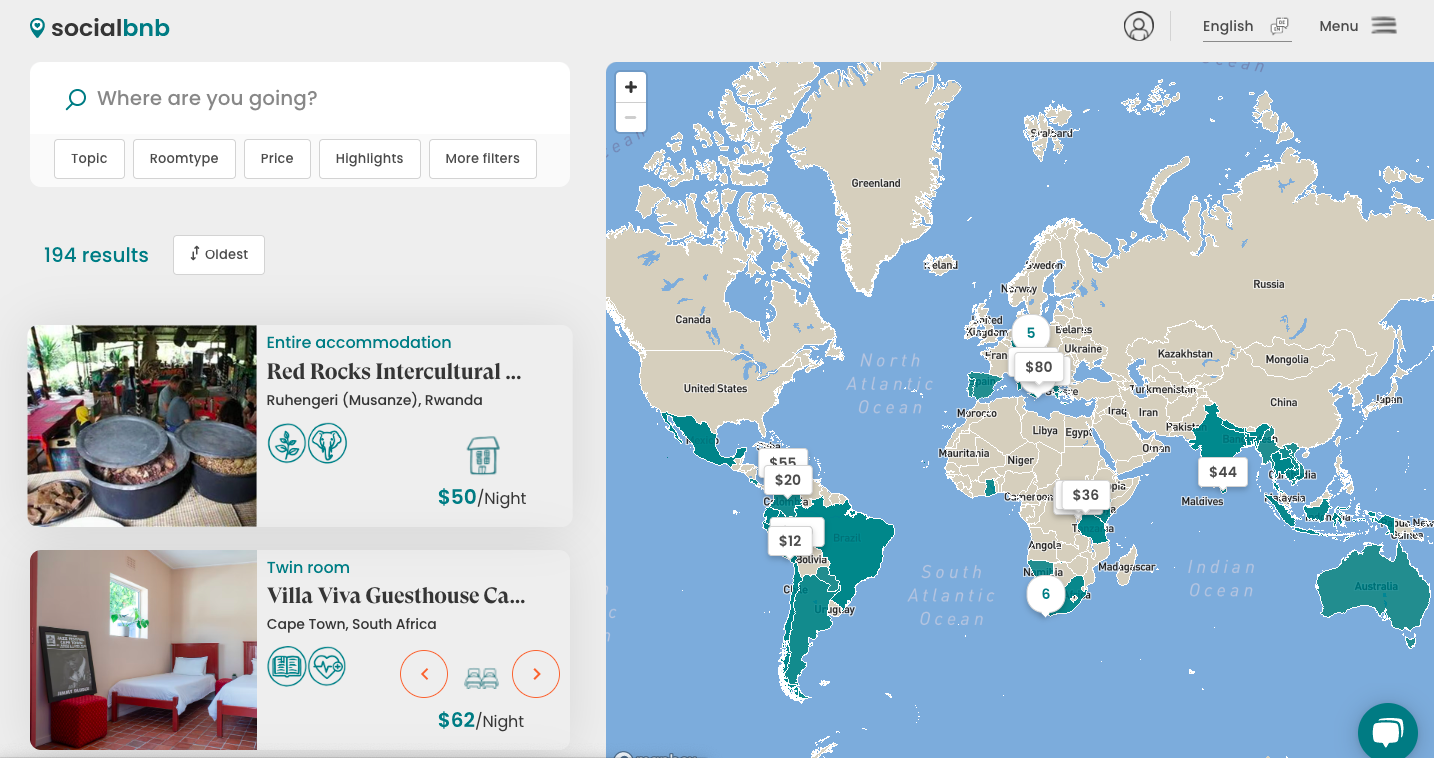 socialbnb
English
Menu
Where are you going?
Topic
Roomtype
Price
Highlights
More filters
194 results
Oldest
Entire accommodation
Red Rocks Intercultural ...
Ruhengeri (Musanze), Rwanda
$50/Night
Twin room
Villa Viva Guesthouse Ca...
Cape Town, South Africa
$62/Night
+
−
Svalbard
Greenland
Iceland
Sweden
Russia
Norway
Canada
United
Kingdom
5
Belarus
Ukraine
$80
Kazakhstan
Mongolia
North
Atlantic
Ocean
United States
Spain
Turkmenistan
China
Japan
Morocco
Iraq
Iran
Libya
Egypt
Pakistan
Mexico
Mauritania
Oman
Niger
$55
$20
$44
Maldives
$36
Cameroon
Malaysia
$12
Brazil
Bolivia
Angola
Madagascar
Namibia
South
Atlantic
Ocean
Indian
Ocean
Australia
6
Uruguay